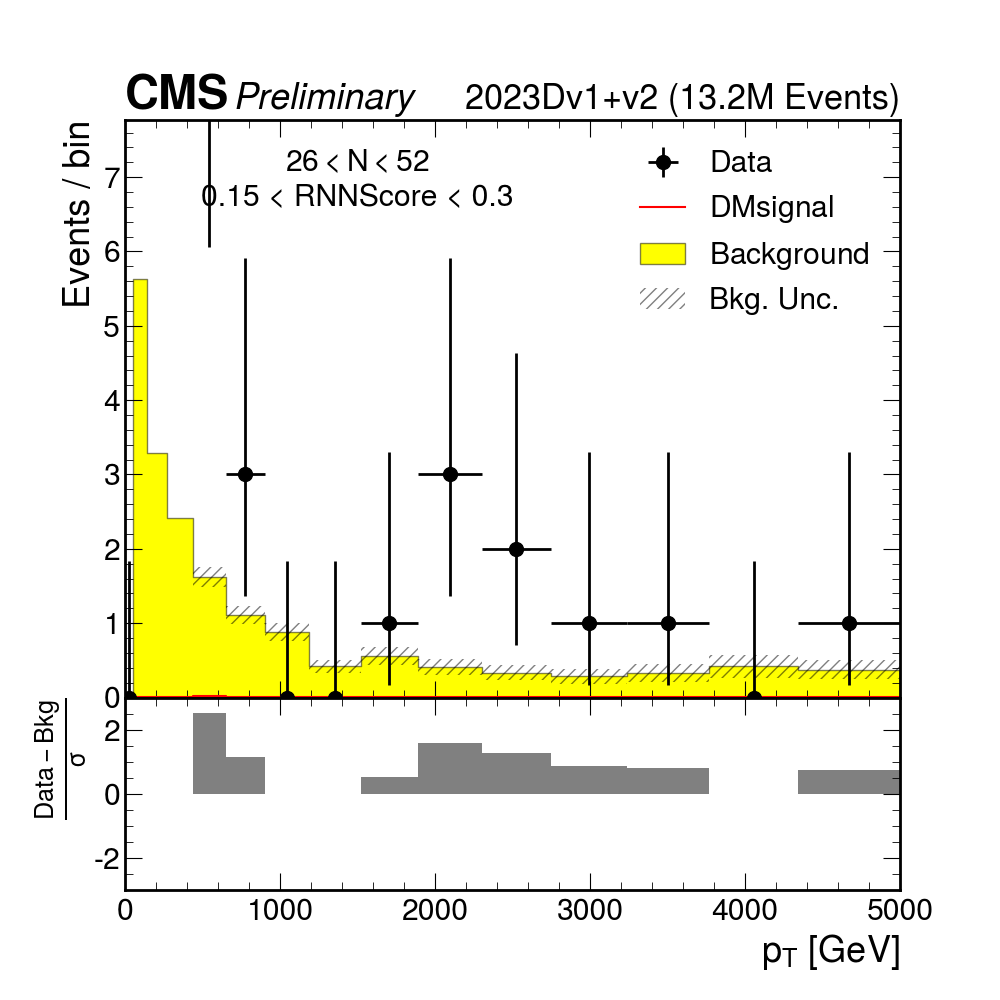 CMS Preliminary 2023Dv1+v2 (13.2M Events)
Events / bin
26 < N < 52
0.15 < RNNScore < 0.3
Data
DMsignal
Background
Bkg. Unc.
7
6
5
4
3
2
1
0
Data − Bkg
σ
2
0
-2
0 1000 2000 3000 4000 5000
pT [GeV]